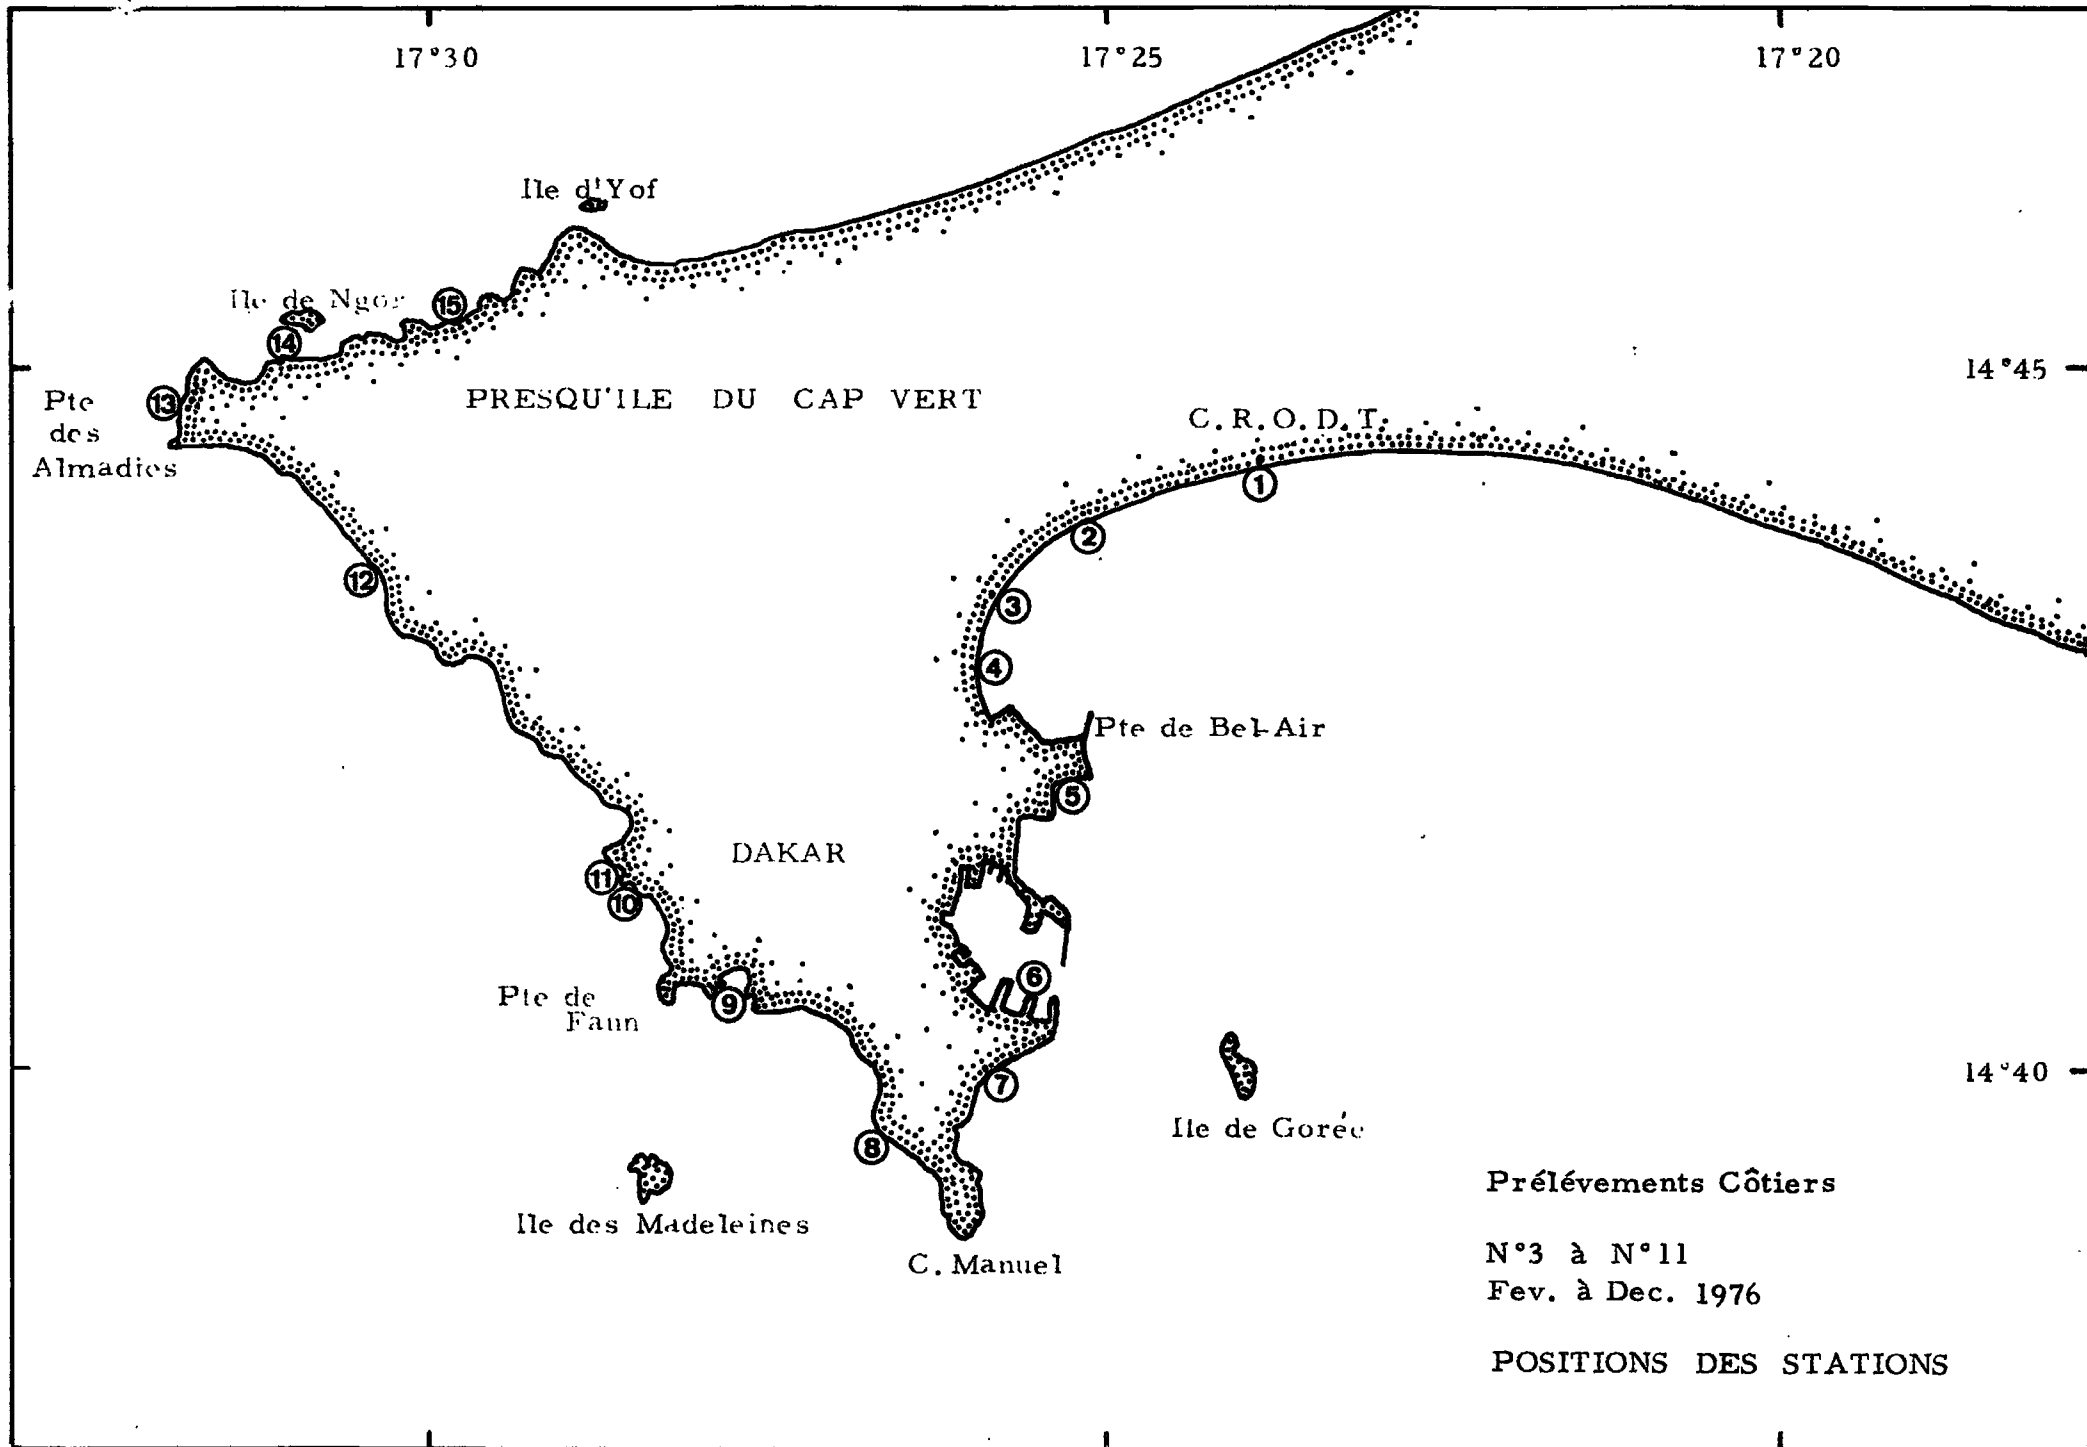 17°30
17°25
17°20
Ile d'Yof
Ile de Ngor
15
14
14°45
13
Pte
des
Almadies
PRESQU'ILE DU CAP VERT
C.R.O.D.T.
1
2
12
3
4
Pte de Bel-Air
5
DAKAR
11
10
6
Pte de
Fann
9
14°40
7
Ile de Gorée
8
Ile des Madeleines
C. Manuel
Prélévements Côtiers
N°3 à N°11
Fev. à Dec. 1976
POSITIONS DES STATIONS